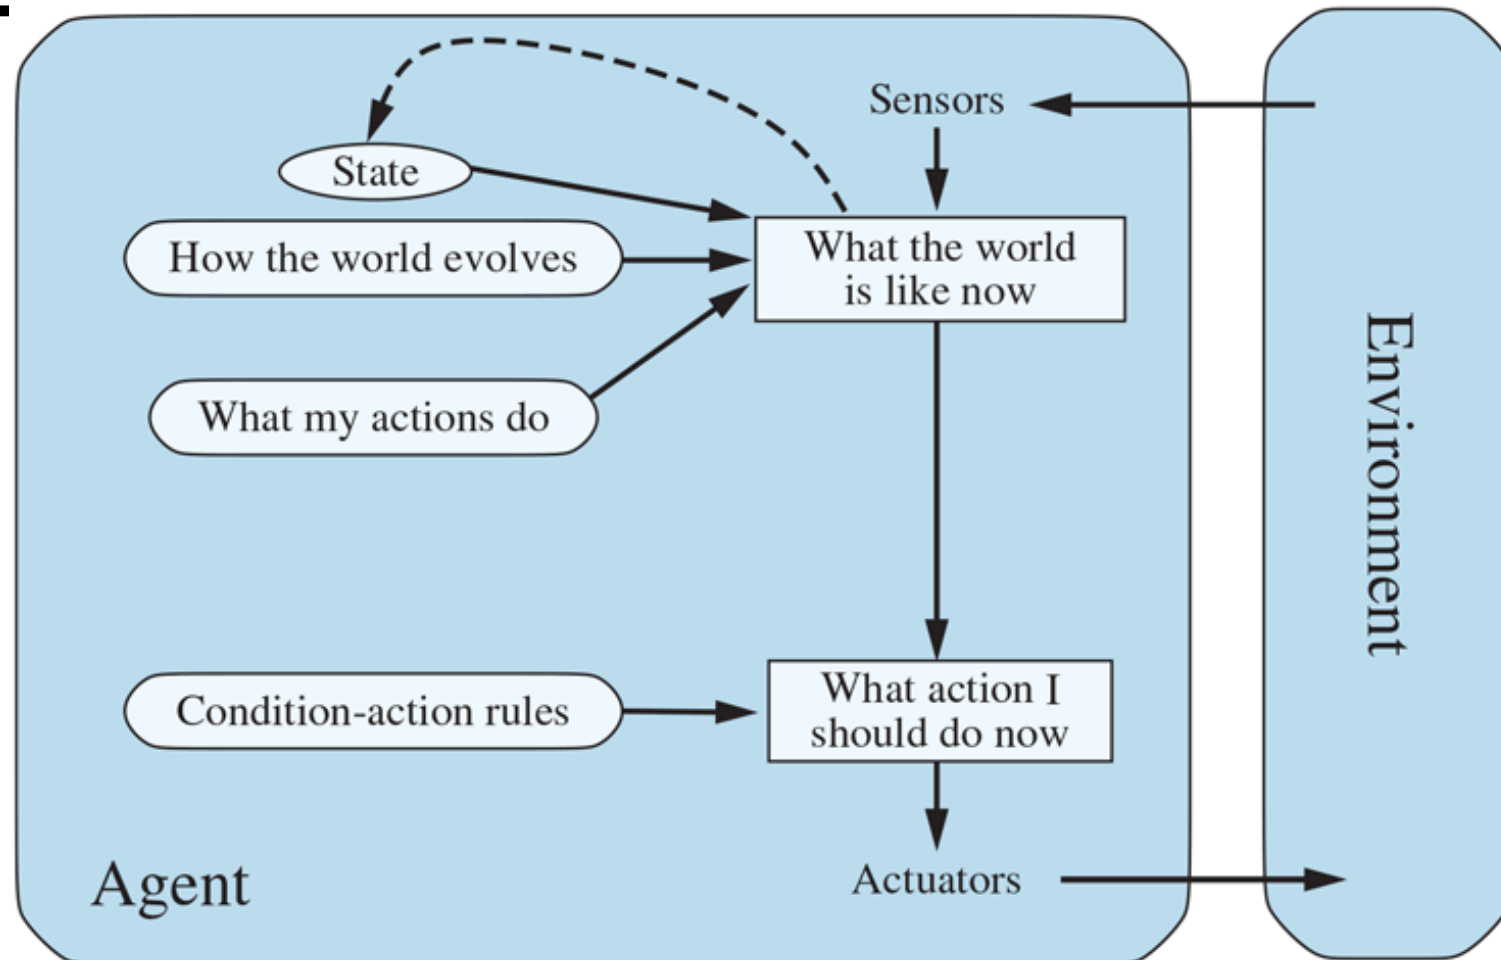 Sensors
State
How the world evolves
What the world
is like now
What my actions do
Environment
Condition-action rules
What action I
should do now
Agent
Actuators